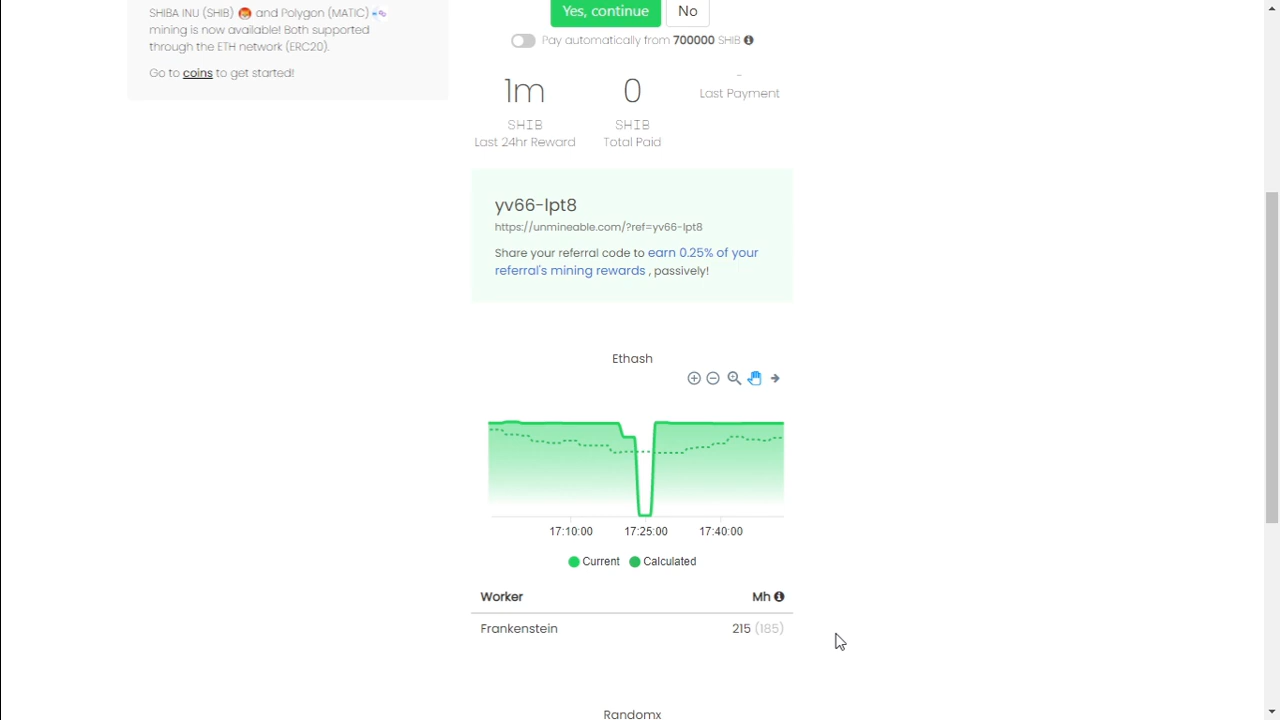 SHIBA INU (SHIB) and Polygon (MATIC)
mining is now available! Both supported
through the ETH network (ERC20).
Go to coins to get started!
Yes, continue
No
Pay automatically from 700000 SHIB
1m
SHIB
Last 24hr Reward
0
SHIB
Total Paid
-
Last Payment
yv66-lpt8
https://unmineable.com/?ref=yv66-lpt8
Share your referral code to earn 0.25% of your
referral's mining rewards , passively!
Ethash
17:10:00 17:25:00 17:40:00
Current Calculated
Worker Mh
Frankenstein 215 (185)
Randomx